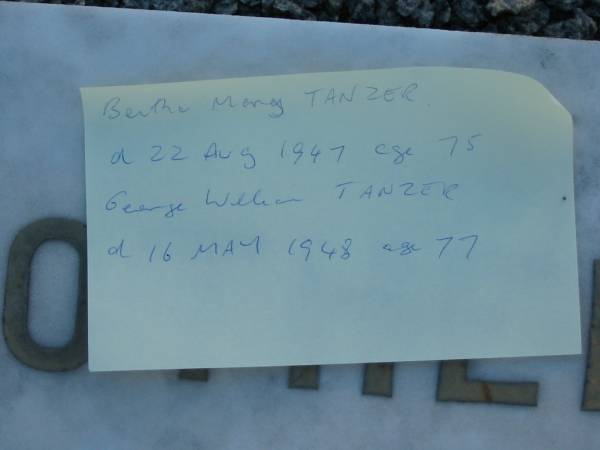 Bertha Mary TANZER.
d 22 Aug 1947 age 75
George William TANZER
d 16 MAY 1948 age 77